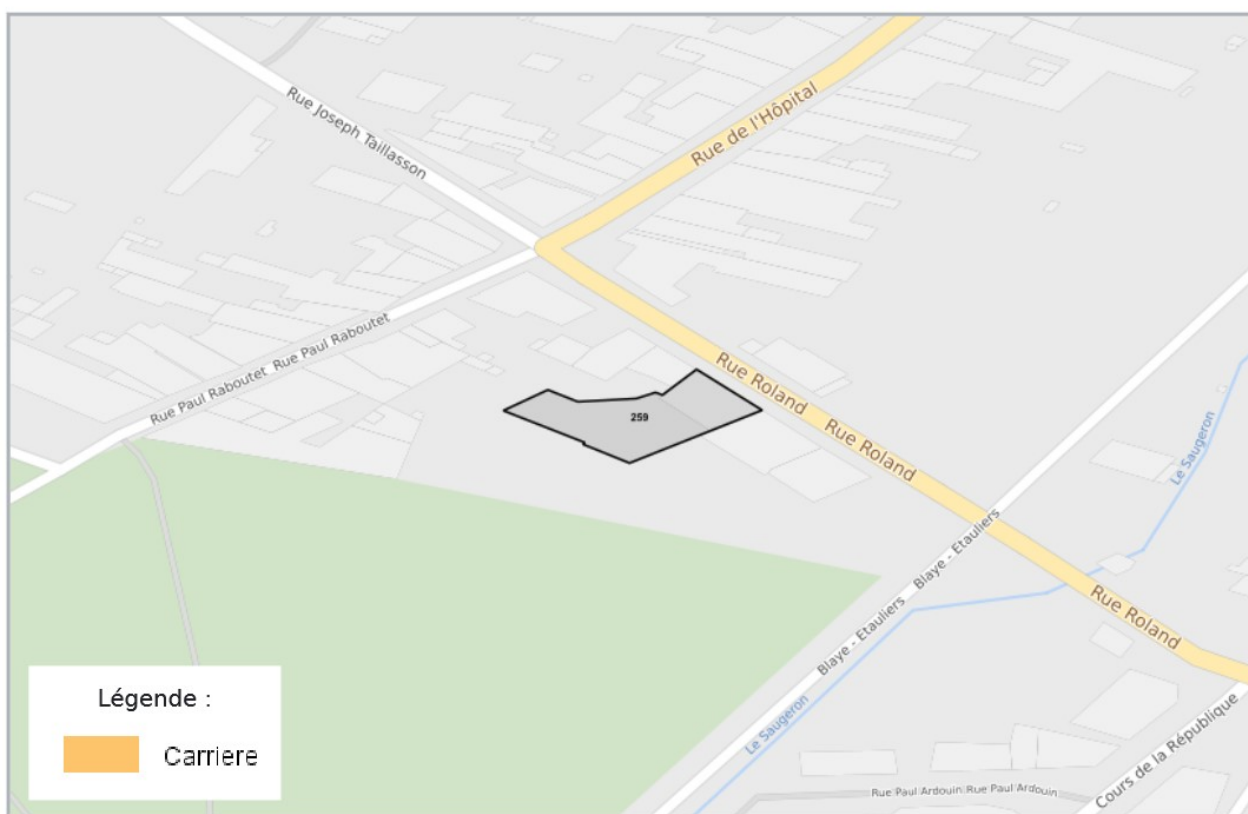 Rue Joseph Taillasson
Rue de l'Hôpital
Rue Paul Raboutet Rue Paul Raboutet
Rue Roland Rue Roland
259
Le Saugeron
Blaye - Etauliers Blaye - Etauliers
Rue Roland
Le Saugeron
Légende :
Carriere
Cours de la République
Rue Paul Ardouin Rue Paul Ardouin